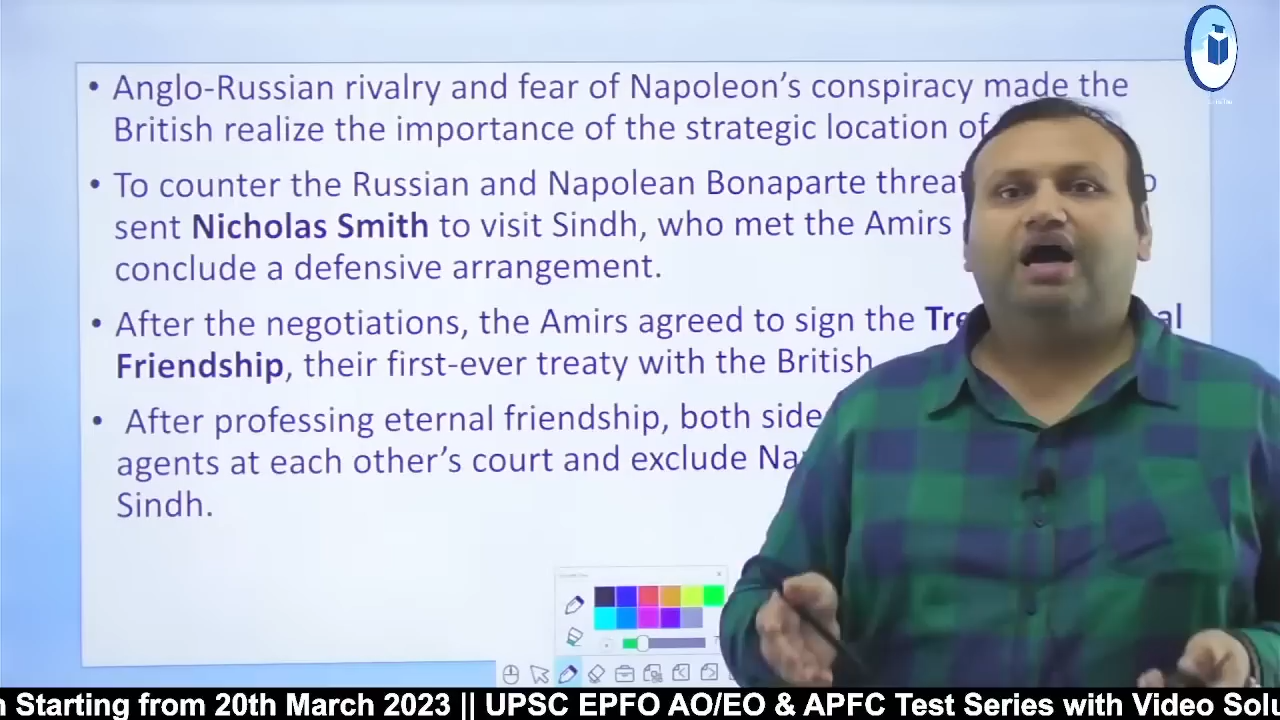 • Anglo-Russian rivalry and fear of Napoleon’s conspiracy made the
British realize the importance of the strategic location of
• To counter the Russian and Napolean Bonaparte threat
sent Nicholas Smith to visit Sindh, who met the Amirs
conclude a defensive arrangement.
• After the negotiations, the Amirs agreed to sign the
Friendship, their first-ever treaty with the British
• After professing eternal friendship, both side
agents at each other’s court and exclude
Sindh.
Starting from 20th March 2023 || UPSC EPFO AO/EO & APFC Test Series with Video